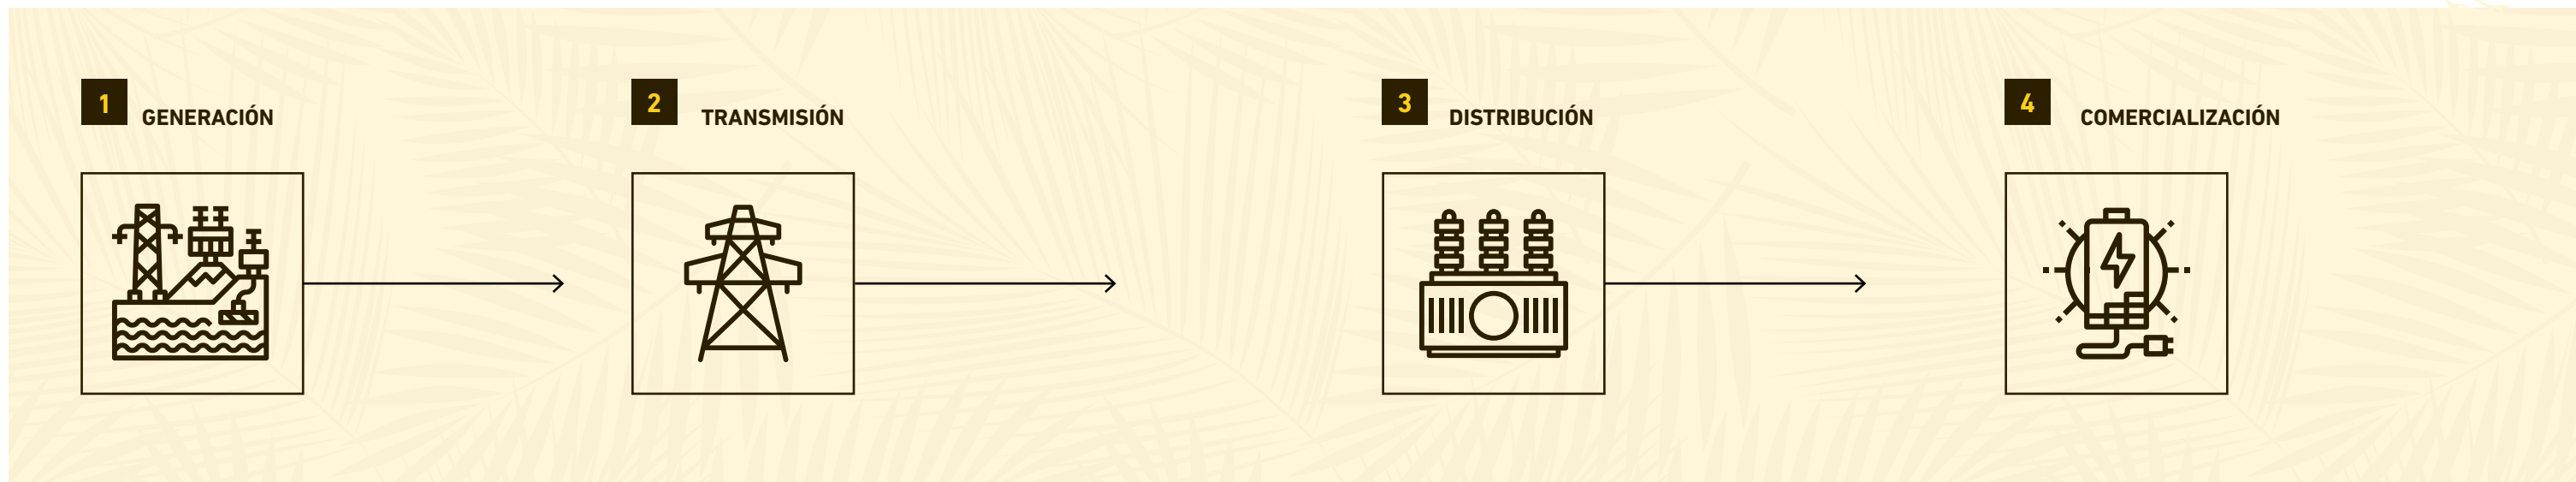 1 GENERACIÓN
2 TRANSMISIÓN
3 DISTRIBUCIÓN
4 COMERCIALIZACIÓN